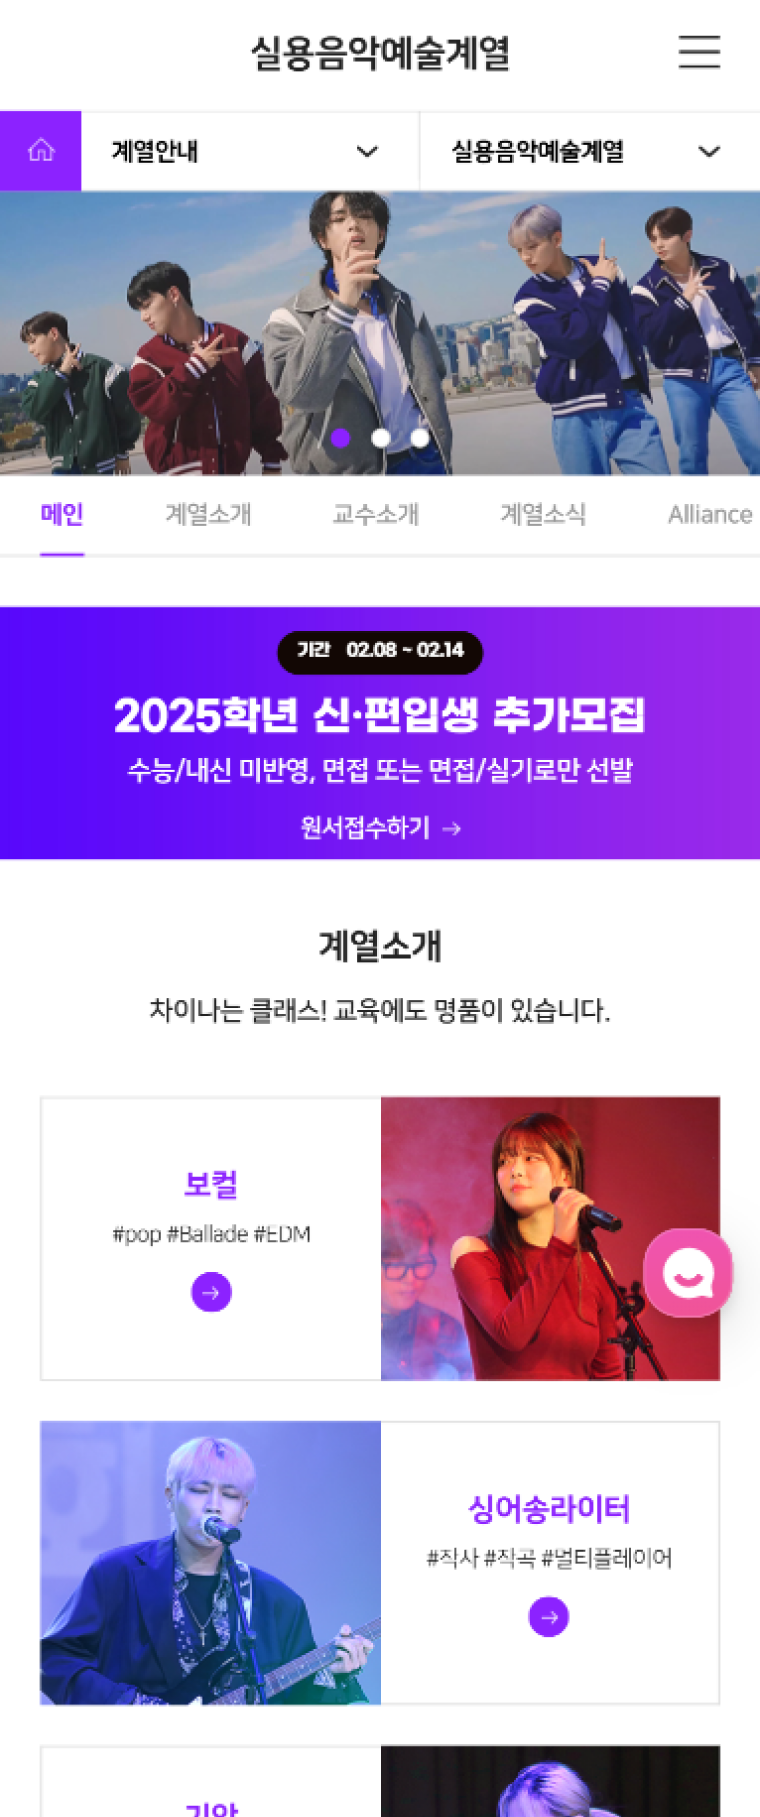 실용음악예술계열
계열안내 실용음악예술계열
메인 계열소개 교수소개 계열소식 Alliance
기간 02.08 ~ 02.14
2025학년 신·편입생 추가모집
수능/내신 미반영, 면접 또는 면접/실기로만 선발
원서접수하기 →
계열소개
차이나는 클래스! 교육에도 명품이 있습니다.
보컬
#pop #Ballade #EDM
싱어송라이터
#작사 #작곡 #멀티플레이어